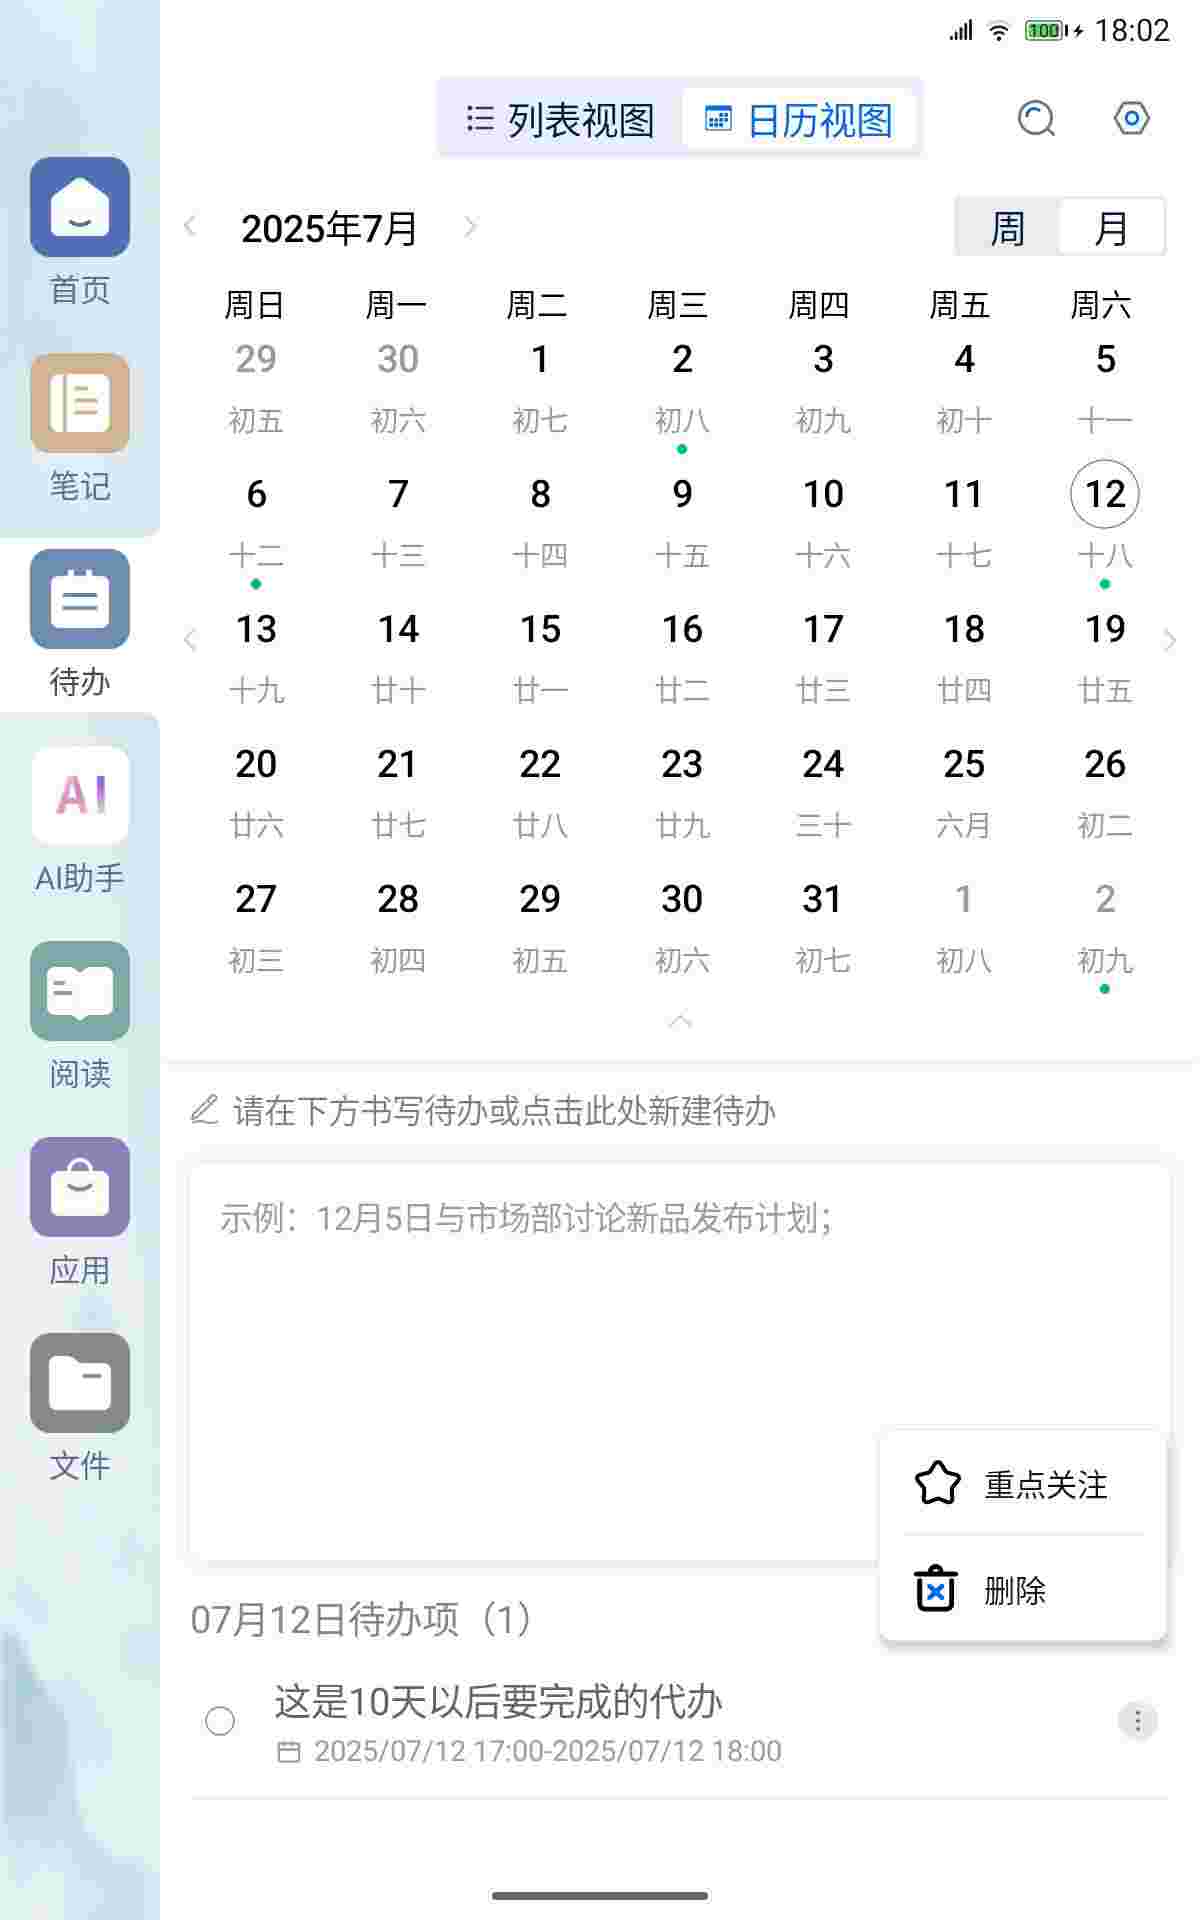 100 18:02
列表视图 日历视图
首页
笔记
待办
AI
AI助手
阅读
应用
文件
2025年7月 周 月
周日 周一 周二 周三 周四 周五 周六
29 30 1 2 3 4 5
初五 初六 初七 初八 初九 初十 十一
6 7 8 9 10 11 12
十二 十三 十四 十五 十六 十七 十八
13 14 15 16 17 18 19
十九 廿十 廿一 廿二 廿三 廿四 廿五
20 21 22 23 24 25 26
廿六 廿七 廿八 廿九 三十 六月 初二
27 28 29 30 31 1 2
初三 初四 初五 初六 初七 初八 初九
请在下方书写待办或点击此处新建待办
示例：12月5日与市场部讨论新品发布计划；
重点关注
删除
07月12日待办项（1）
这是10天以后要完成的代办
2025/07/12 17:00-2025/07/12 18:00